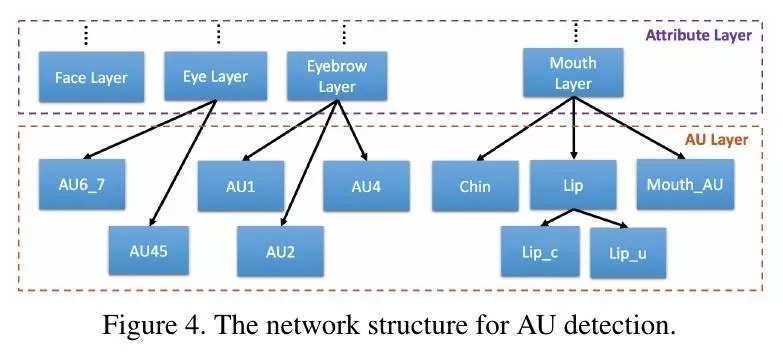 Attribute Layer
Face Layer
Eye Layer
Eyebrow
Layer
Mouth
Layer
AU Layer
AU6_7
AU1
AU4
Chin
Lip
Mouth_AU
AU45
AU2
Lip_c
Lip_u
Figure 4. The network structure for AU detection.